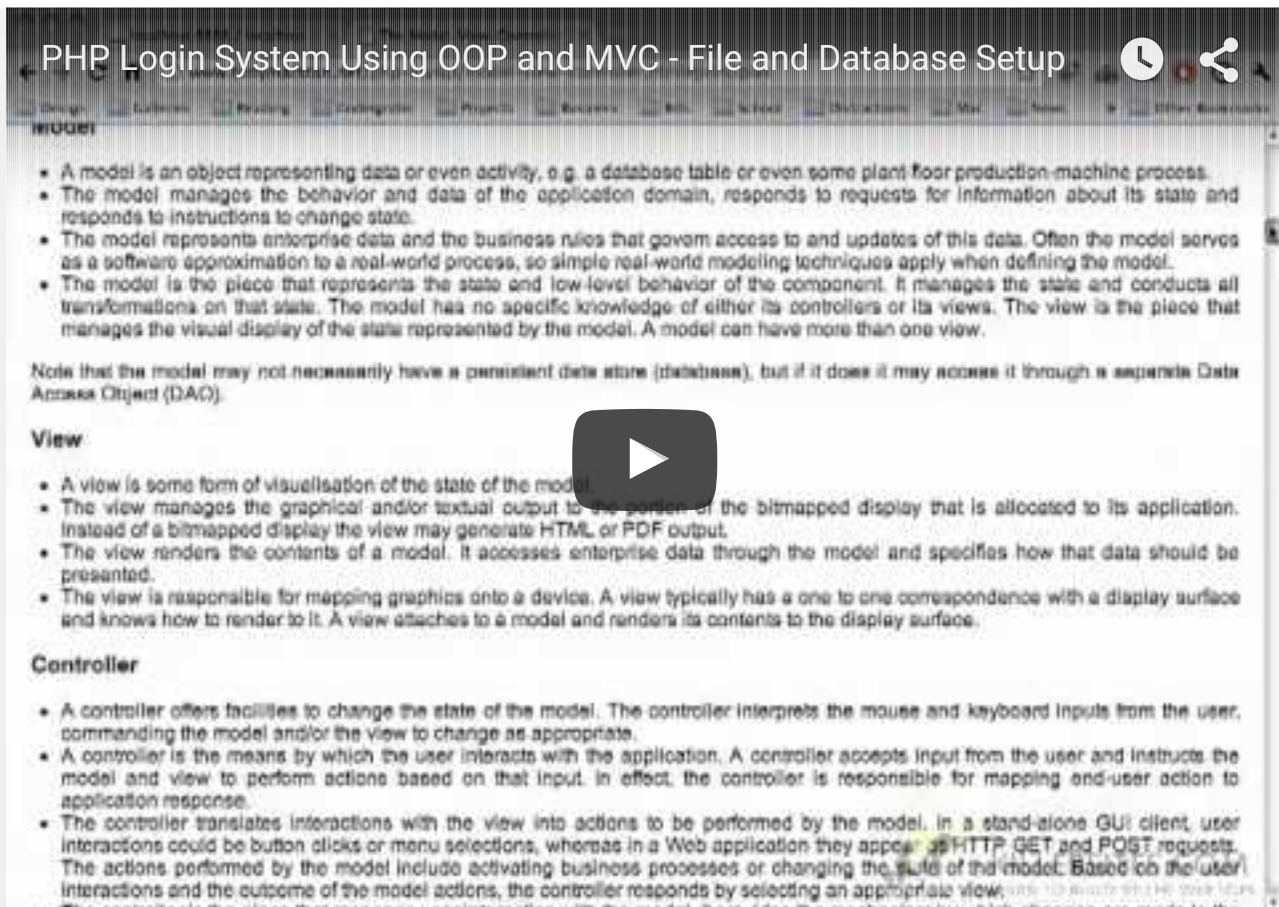 PHP Login System Using OOP and MVC - File and Database Setup
Other Bookmarks
Model
• A model is an object representing data or even activity, e.g. a database table or even some plant floor production-machine process.
• The model manages the behavior and data of the application domain, responds to requests for information about its state and
responds to instructions to change state.
• The model represents enterprise data and the business rules that govern access to and updates of this data. Often the model serves
as a software approximation to a real-world process, so simple real-world modeling techniques apply when defining the model.
• The model is the piece that represents the state and low-level behavior of the component. It manages the state and conducts all
transformations on that state. The model has no specific knowledge of either its controllers or its views. The view is the piece that
manages the visual display of the state represented by the model. A model can have more than one view.
Note that the model may not necessarily have a persistent data store (database), but if it does it may access it through a separate Data
Access Object (DAO).
View
• A view is some form of visualisation of the state of the model.
• The view manages the graphical and/or textual output to the portion of the bitmapped display that is allocated to its application.
Instead of a bitmapped display the view may generate HTML or PDF output.
• The view renders the contents of a model. It accesses enterprise data through the model and specifies how that data should be
presented.
• The view is responsible for mapping graphics onto a device. A view typically has a one to one correspondence with a display surface
and knows how to render to it. A view attaches to a model and renders its contents to the display surface.
Controller
• A controller offers facilities to change the state of the model. The controller interprets the mouse and keyboard inputs from the user,
commanding the model and/or the view to change as appropriate.
• A controller is the means by which the user interacts with the application. A controller accepts input from the user and instructs the
model and view to perform actions based on that input. In effect, the controller is responsible for mapping end-user action to
application response.
• The controller translates interactions with the view into actions to be performed by the model. In a stand-alone GUI client, user
interactions could be button clicks or menu selections, whereas in a Web application they appear as HTTP GET and POST requests.
The actions performed by the model include activating business processes or changing the state of the model. Based on the user
interactions and the outcome of the model actions, the controller responds by selecting an appropriate view.